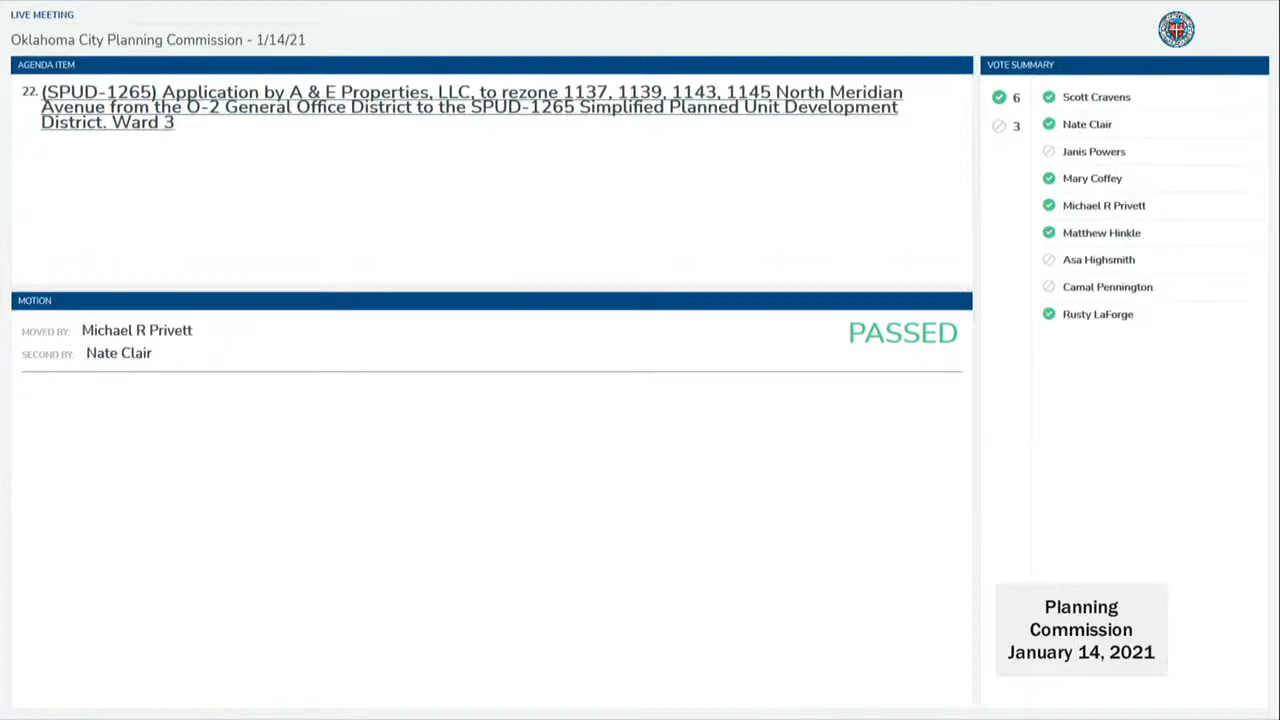 LIVE MEETING
Oklahoma City Planning Commission - 1/14/21
AGENDA ITEM
22. (SPUD-1265) Application by A & E Properties, LLC, to rezone 1137, 1139, 1143, 1145 North Meridian
Avenue from the O-2 General Office District to the SPUD-1265 Simplified Planned Unit Development
District. Ward 3
MOTION
MOVED BY: Michael R Privett
SECOND BY: Nate Clair
PASSED
VOTE SUMMARY
6
3
Scott Cravens
Nate Clair
Janis Powers
Mary Coffey
Michael R Privett
Matthew Hinkle
Asa Highsmith
Camal Pennington
Rusty LaForge
Planning
Commission
January 14, 2021